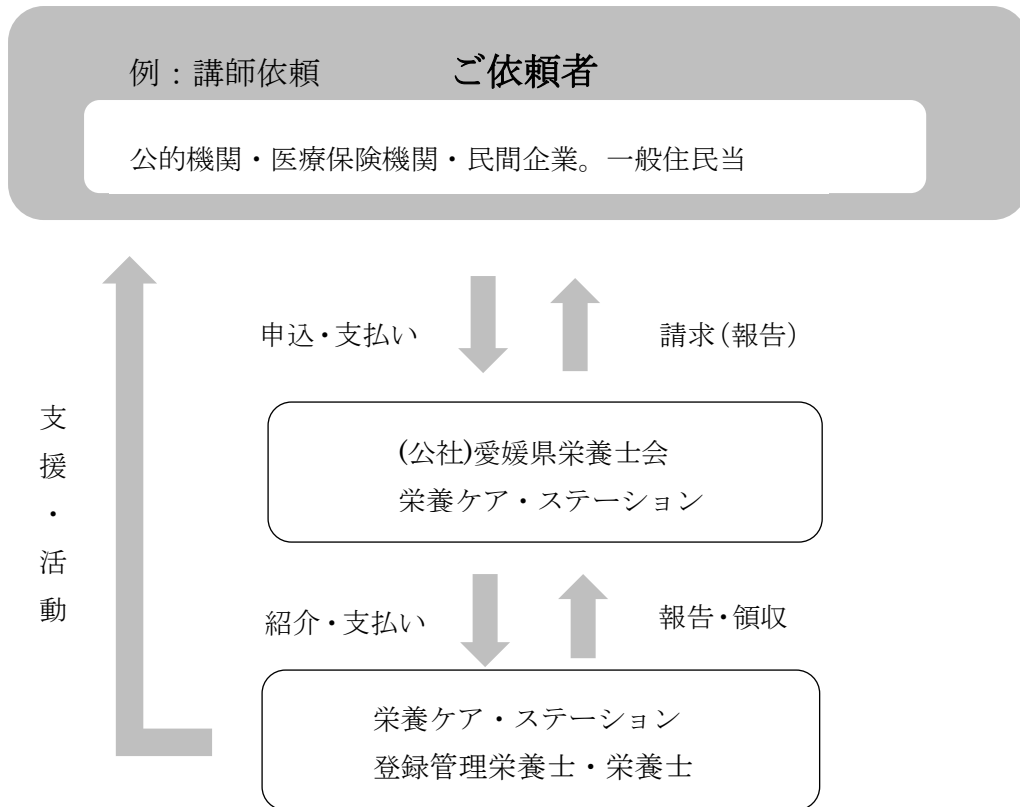 例：講師依頼 ご依頼者
公的機関・医療保険機関・民間企業。一般住民当
申込・支払い
請求（報告）
支援・活動
(公社)愛媛県栄養士会
栄養ケア・ステーション
紹介・支払い
報告・領収
栄養ケア・ステーション
登録管理栄養士・栄養士